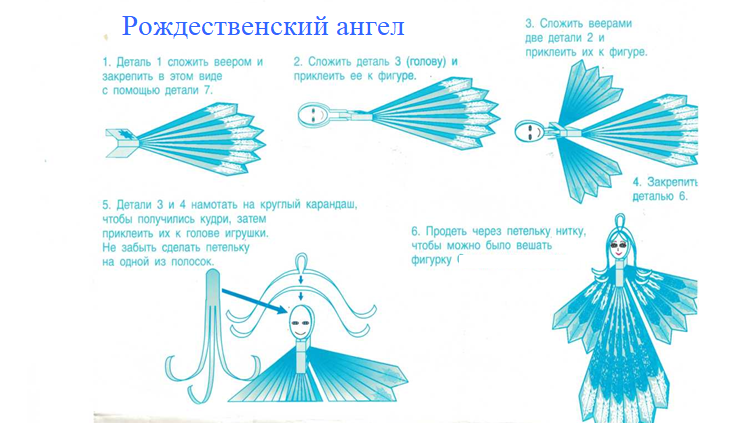 Рождественский ангел
1. Деталь 1 сложить веером и
закрепить в этом виде
с помощью детали 7.
2. Сложить деталь 3 (голову) и
приклеить ее к фигуре.
3. Сложить веерами
две детали 2 и
приклеить их к фигуре.
4. Закрепить
деталью 6.
5. Детали 3 и 4 намотать на круглый карандаш,
чтобы получились кудри, затем
приклеить их к голове игрушки.
Не забыть сделать петельку
на одной из полосок.
6. Продеть через петельку нитку,
чтобы можно было вешать
фигурку